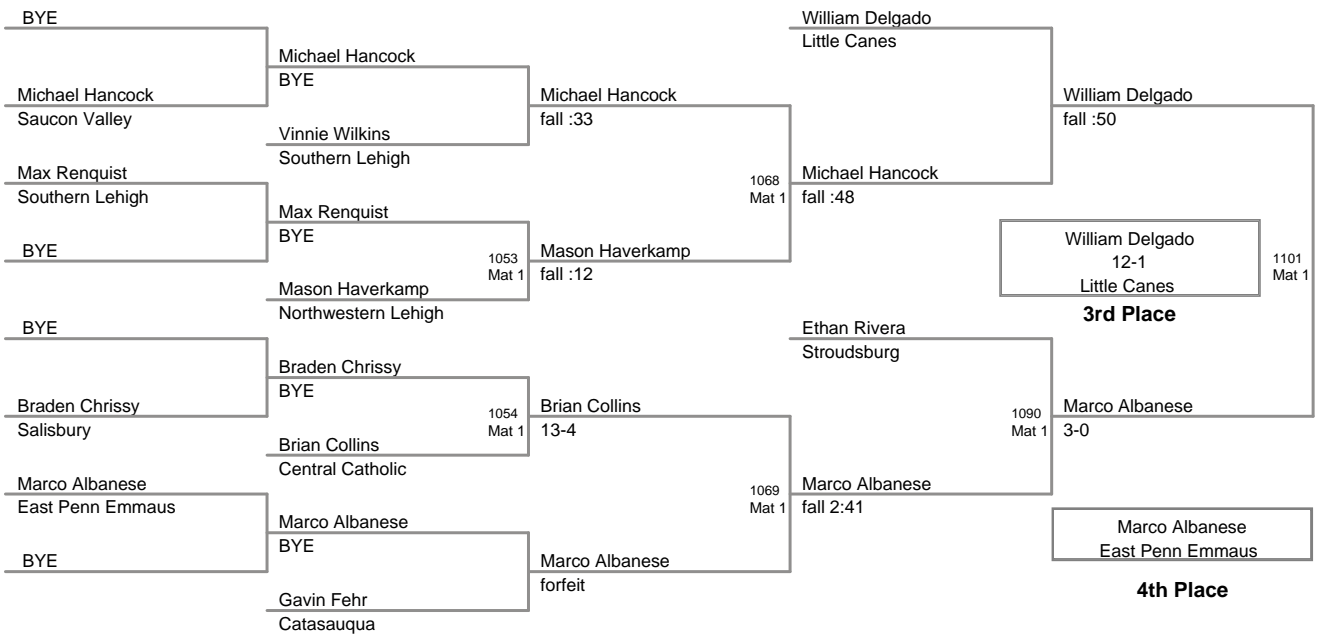 BYE
Michael Hancock
Saucon Valley
Max Renquist
Southern Lehigh
BYE
BYE
Braden Chrissy
Salisbury
Marco Albanese
East Penn Emmaus
BYE
Michael Hancock
BYE
Vinnie Wilkins
Southern Lehigh
Max Renquist
BYE
1053
Mat 1
Mason Haverkamp
Northwestern Lehigh
Braden Chrissy
BYE
1054
Mat 1
Brian Collins
Central Catholic
Marco Albanese
BYE
Gavin Fehr
Catasauqua
Michael Hancock
fall :33
1068
Mat 1
Mason Haverkamp
fall :12
Brian Collins
13-4
1069
Mat 1
Marco Albanese
forfeit
William Delgado
Little Canes
Michael Hancock
fall :48
Ethan Rivera
Stroudsburg
1090
Mat 1
Marco Albanese
fall 2:41
William Delgado
fall :50
William Delgado
12-1
Little Canes
3rd Place
1101
Mat 1
Marco Albanese
3-0
Marco Albanese
East Penn Emmaus
4th Place